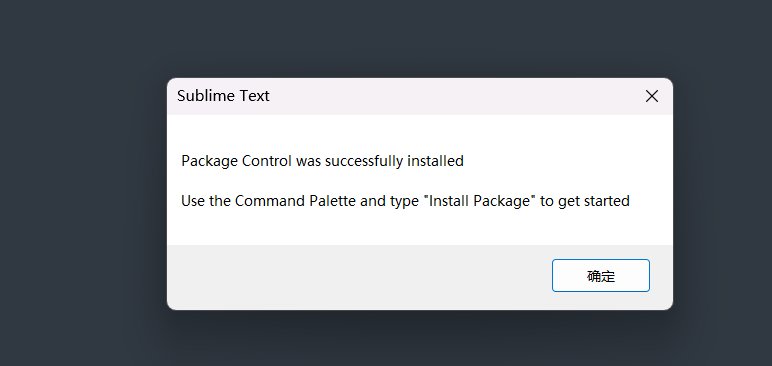 Sublime Text
Package Control was successfully installed
Use the Command Palette and type "Install Package" to get started
确定